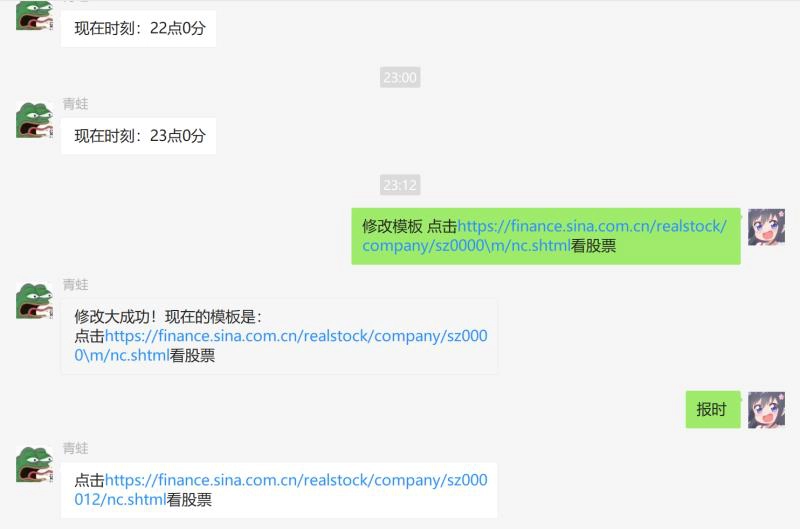 现在时刻：22点0分
23:00
青蛙
现在时刻：23点0分
23:12
修改模板 点击https://finance.sina.com.cn/realstock/
company/sz0000\m/nc.shtml看股票
青蛙
修改大成功！现在的模板是：
点击https://finance.sina.com.cn/realstock/company/sz000
0\m/nc.shtml看股票
报时
青蛙
点击https://finance.sina.com.cn/realstock/company/sz000
012/nc.shtml看股票